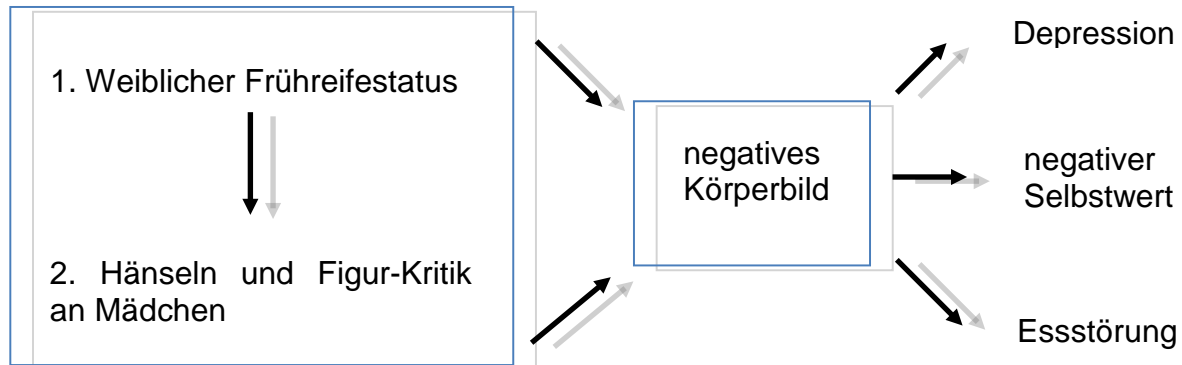 1. Weiblicher Frühreifestatus
2. Hänseln und Figur-Kritik
an Mädchen
negatives
Körperbild
Depression
negativer
Selbstwert
Essstörung